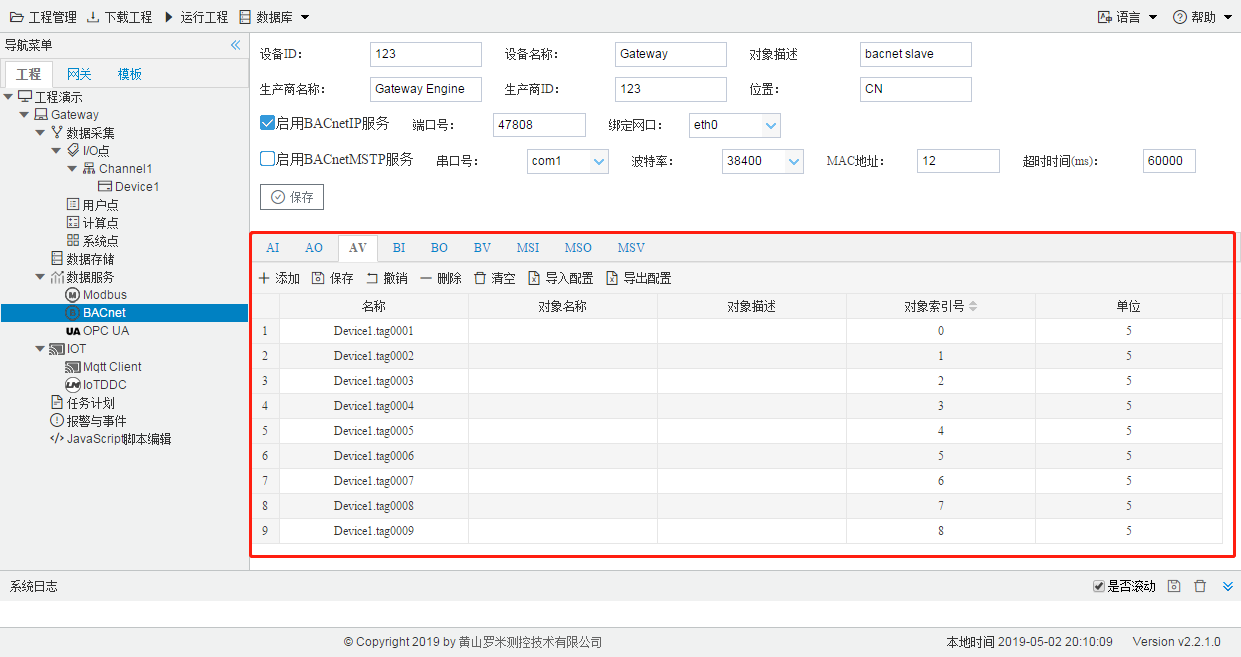 工程管理 下载工程 运行工程 数据库 语言 帮助
导航菜单
工程 网关 模板
工程演示
Gateway
数据采集
I/O点
Channel1
Device1
用户点
计算点
系统点
数据存储
数据服务
Modbus
BACnet
OPC UA
IOT
Mqtt Client
IoTDDC
任务计划
报警与事件
JavaScript脚本编辑
设备ID: 123 设备名称: Gateway 对象描述 bacnet slave
生产商名称: Gateway Engine 生产商ID: 123 位置: CN
启用BACnetIP服务 端口号: 47808 绑定网口: eth0
启用BACnetMSTP服务 串口号: com1 波特率: 38400 MAC地址: 12 超时时间(ms): 60000
保存
AI AO AV BI BO BV MSI MSO MSV
添加 保存 撤销 删除 清空 导入配置 导出配置
名称 对象名称 对象描述 对象索引号 单位
1 Device1.tag0001 0 5
2 Device1.tag0002 1 5
3 Device1.tag0003 2 5
4 Device1.tag0004 3 5
5 Device1.tag0005 4 5
6 Device1.tag0006 5 5
7 Device1.tag0007 6 5
8 Device1.tag0008 7 5
9 Device1.tag0009 8 5
系统日志 是否滚动
© Copyright 2019 by 黄山罗米测控技术有限公司 本地时间 2019-05-02 20:10:09 Version v2.2.1.0